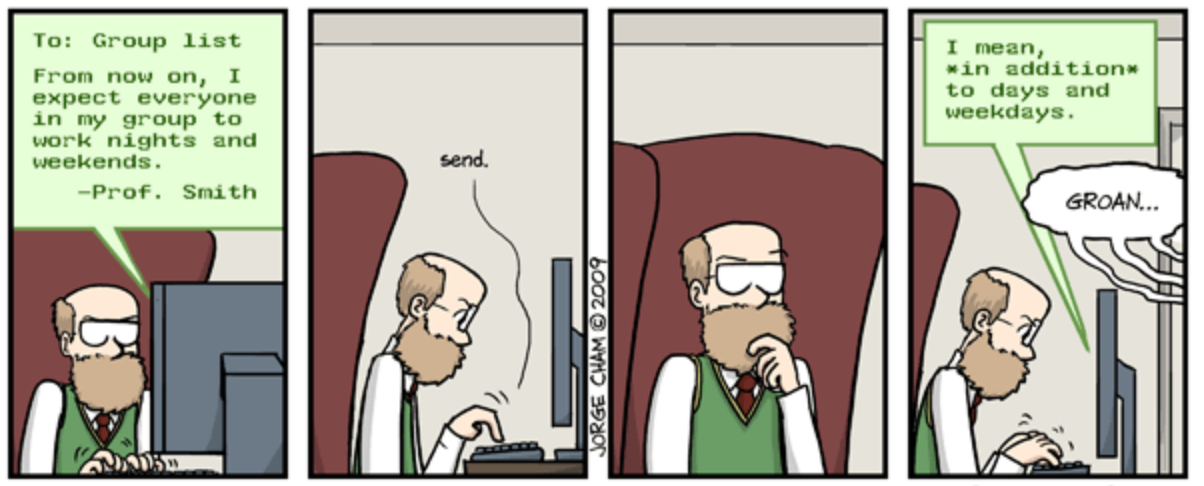 To: Group list
From now on, I
expect everyone
in my group to
work nights and
weekends.
-Prof. Smith
send.
JORGE CHAM © 2009
I mean,
*in addition*
to days and
weekdays.
GROAN...